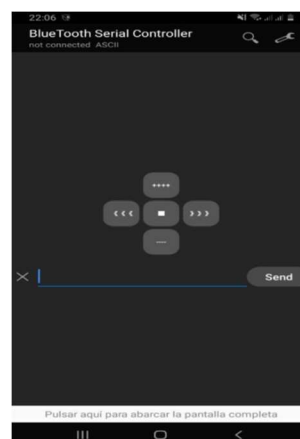 22:06
BlueTooth Serial Controller
not connected ASCII
Send
Pulsar aquí para abarcar la pantalla completa